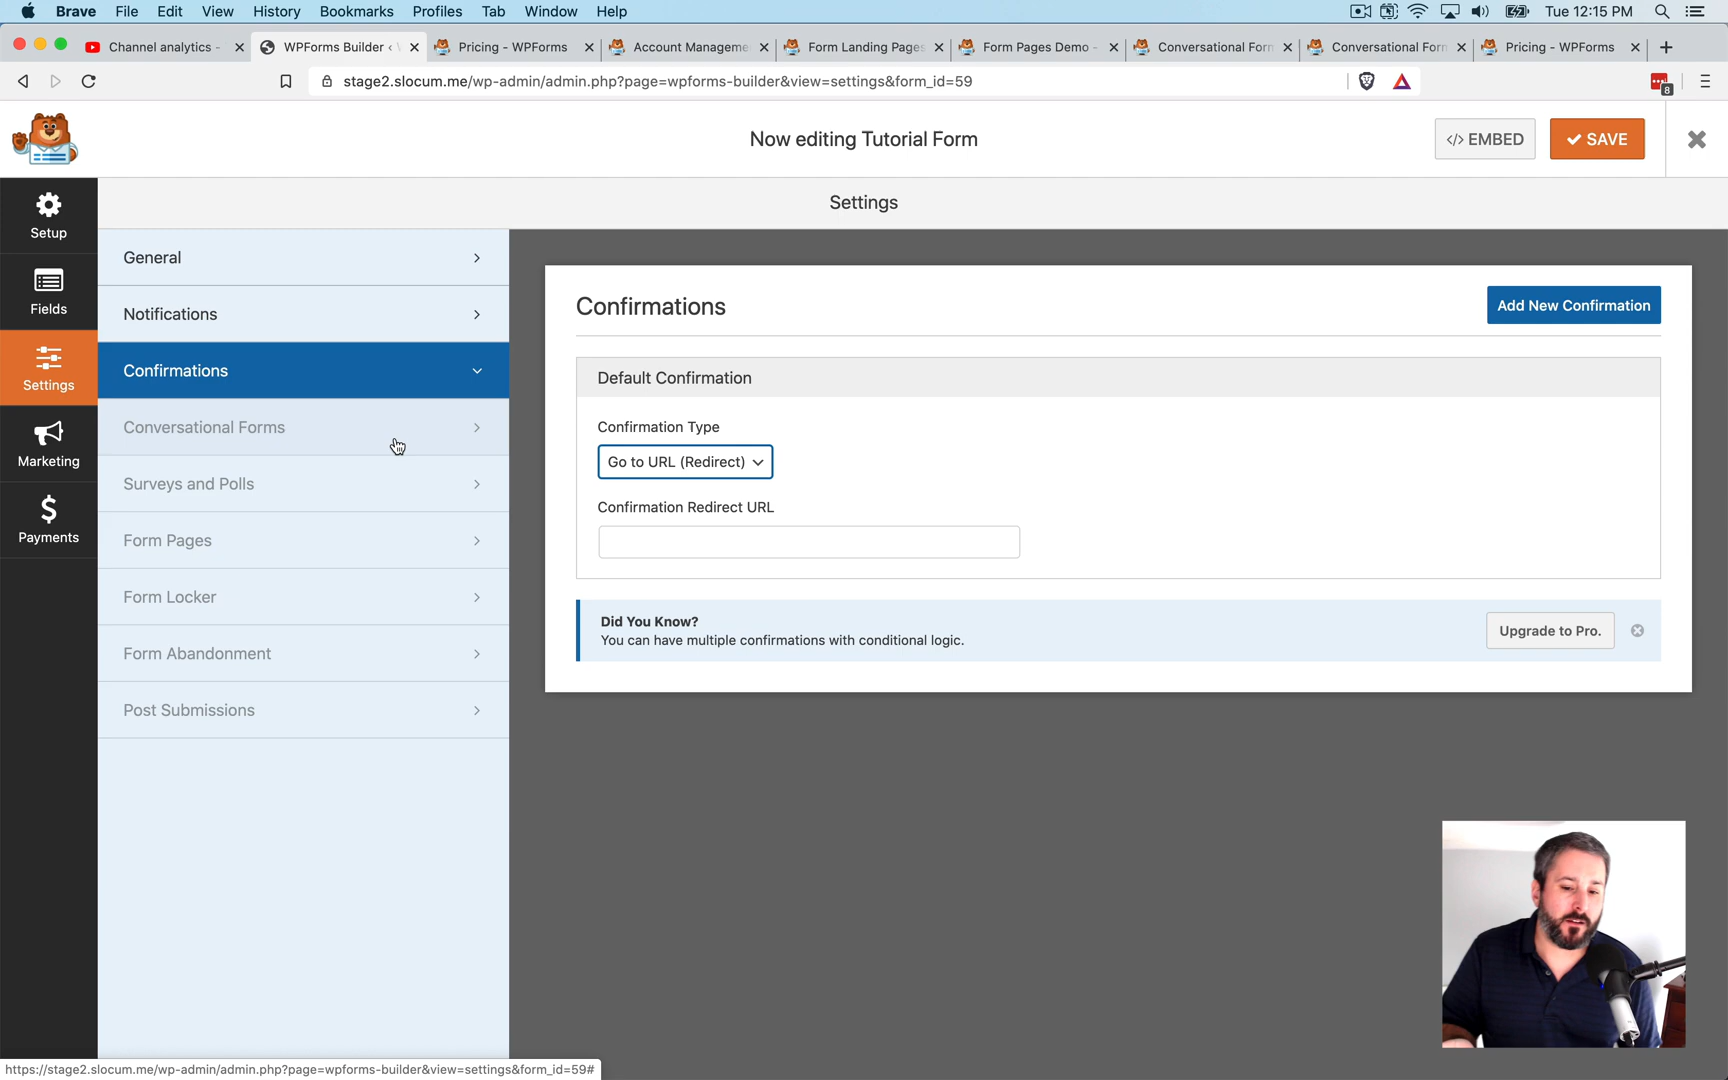 Brave File Edit View History Bookmarks Profiles Tab Window Help Tue 12:15 PM
Channel analytics - WPForms Builder ‹ Pricing - WPForms Account Manageme Form Landing Pages Form Pages Demo - Conversational Form Conversational Form Pricing - WPForms
stage2.slocum.me/wp-admin/admin.php?page=wpforms-builder&view=settings&form_id=59
8
Now editing Tutorial Form
</> EMBED
SAVE
Setup
Fields
Settings
Marketing
Payments
Settings
General
Notifications
Confirmations
Conversational Forms
Surveys and Polls
Form Pages
Form Locker
Form Abandonment
Post Submissions
Confirmations
Add New Confirmation
Default Confirmation
Confirmation Type
Go to URL (Redirect)
Confirmation Redirect URL
Did You Know?
You can have multiple confirmations with conditional logic.
Upgrade to Pro.
https://stage2.slocum.me/wp-admin/admin.php?page=wpforms-builder&view=settings&form_id=59#